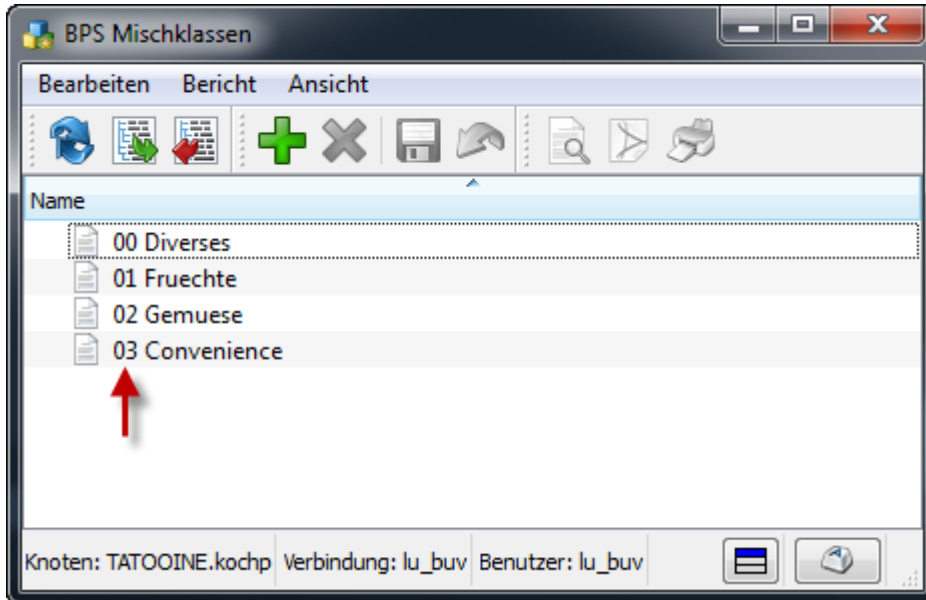 BPS Mischklassen
Bearbeiten Bericht Ansicht
Name
00 Diverses
01 Fruechte
02 Gemuese
03 Convenience
Knoten: TATOOINE.kochp Verbindung: lu_buv Benutzer: lu_buv